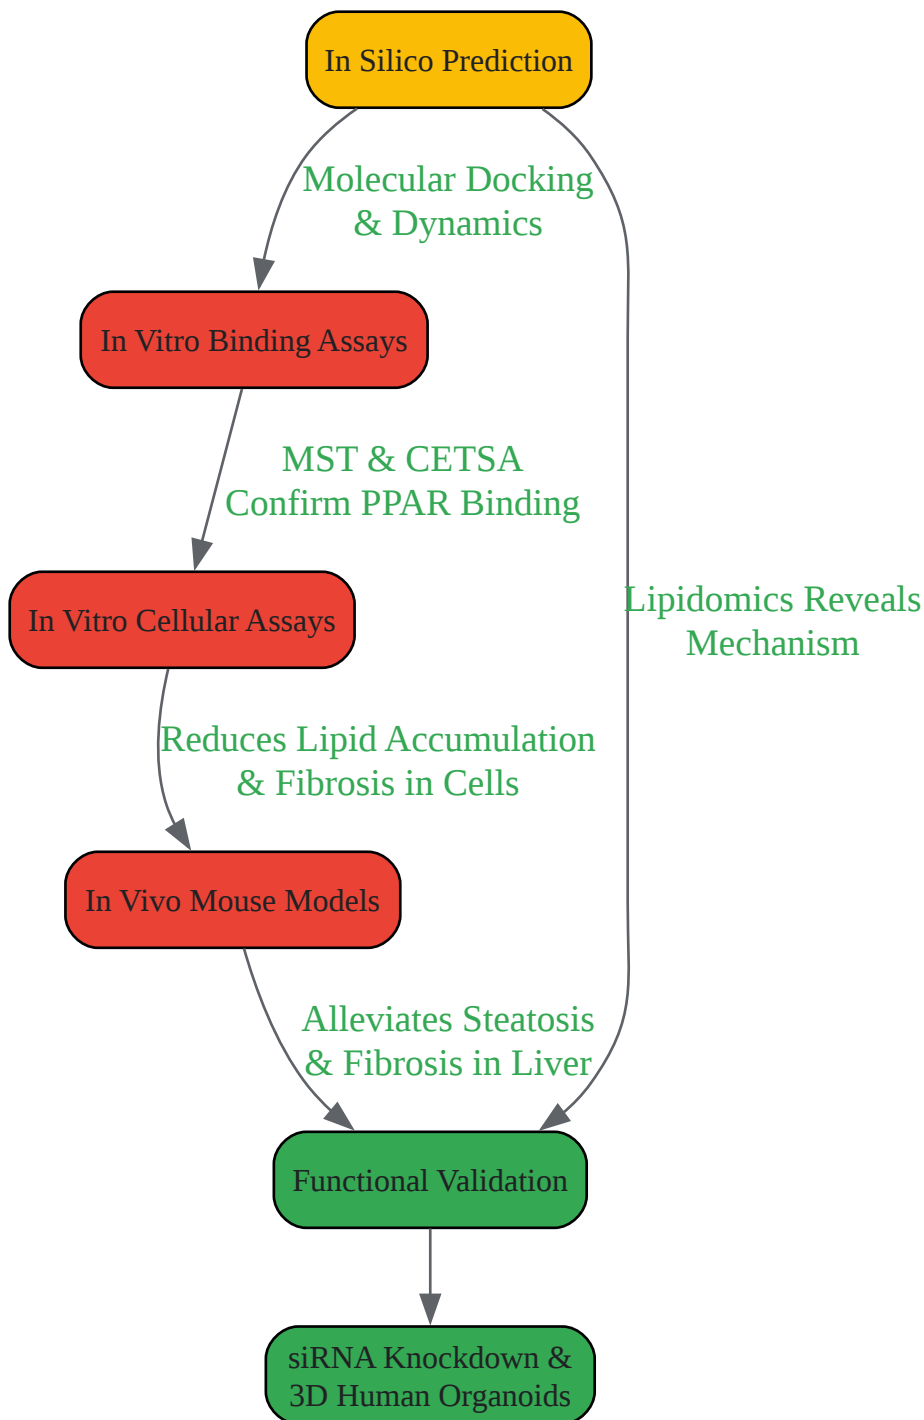 In Silico Prediction
Molecular Docking
& Dynamics
In Vitro Binding Assays
MST & CETSA
Confirm PPAR Binding
In Vitro Cellular Assays
Lipidomics Reveals
Mechanism
Reduces Lipid Accumulation
& Fibrosis in Cells
In Vivo Mouse Models
Alleviates Steatosis
& Fibrosis in Liver
Functional Validation
siRNA Knockdown &
3D Human Organoids